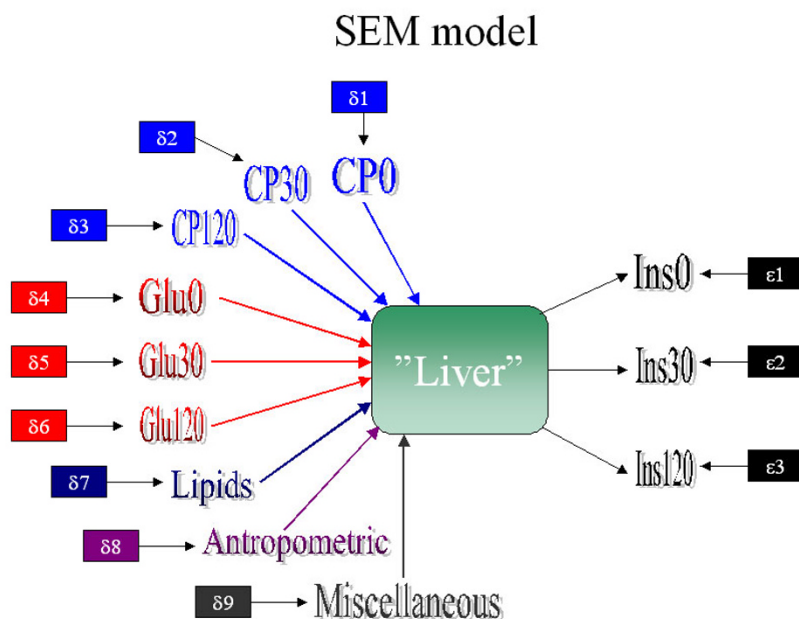 SEM model
δ1
δ2
CP0
CP30
δ3
CP120
Ins0
ε1
δ4
Glu0
δ5
Glu30
"Liver"
Ins30
ε2
δ6
Glu120
Ins120
ε3
δ7
Lipids
δ8
Antropometric
δ9
Miscellaneous